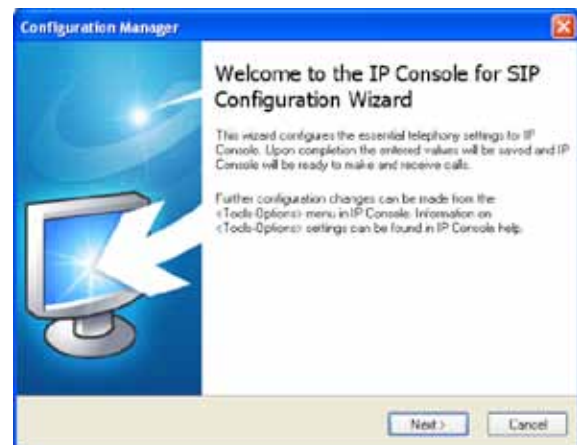 Configuration Manager
Welcome to the IP Console for SIP
Configuration Wizard
This wizard configures the essential telephony settings for IP
Console. Upon completion the entered values will be saved and IP
Console will be ready to make and receive calls.
Further configuration changes can be made from the
<Tools-Options> menu in IP Console. Information on
<Tools-Options> settings can be found in IP Console help.
Next >
Cancel